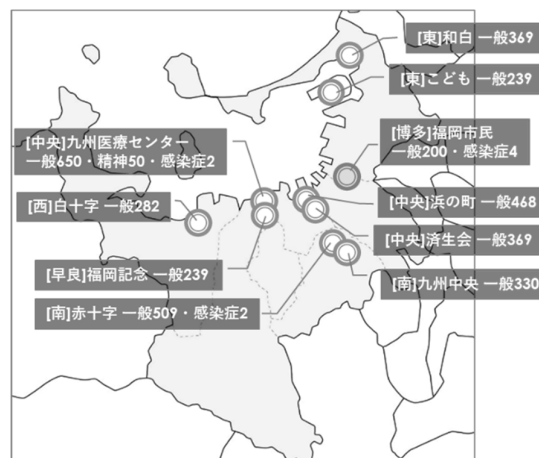 [東]和白 一般369
[東]こども 一般239
[中央]九州医療センター
一般650・精神50・感染症2
[博多]福岡市民
一般200・感染症4
[西]白十字 一般282
[中央]浜の町 一般468
[中央]済生会 一般369
[早良]福岡記念 一般239
[南]九州中央 一般330
[南]赤十字 一般509・感染症2